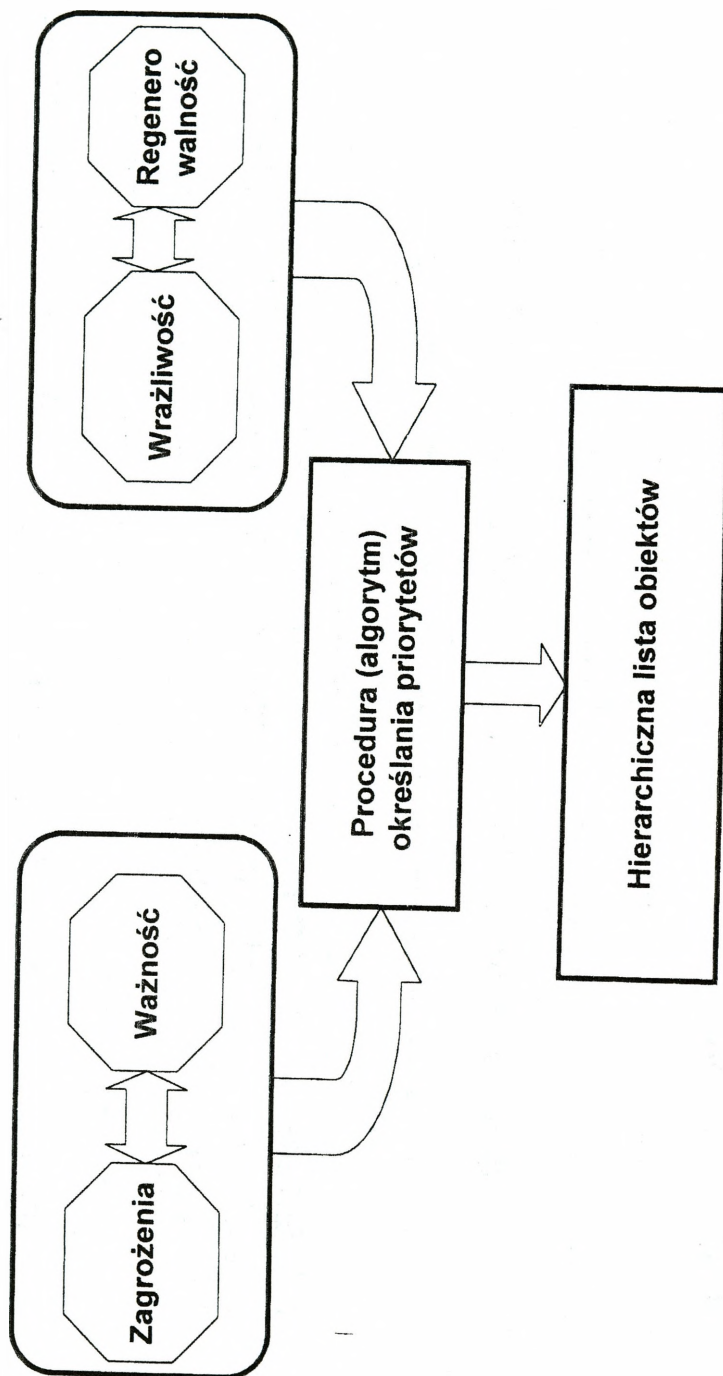 Zagrożenia
Ważność
Wrażliwość
Regenero
walność
Procedura (algorytm)
określania priorytetów
Hierarchiczna lista obiektów